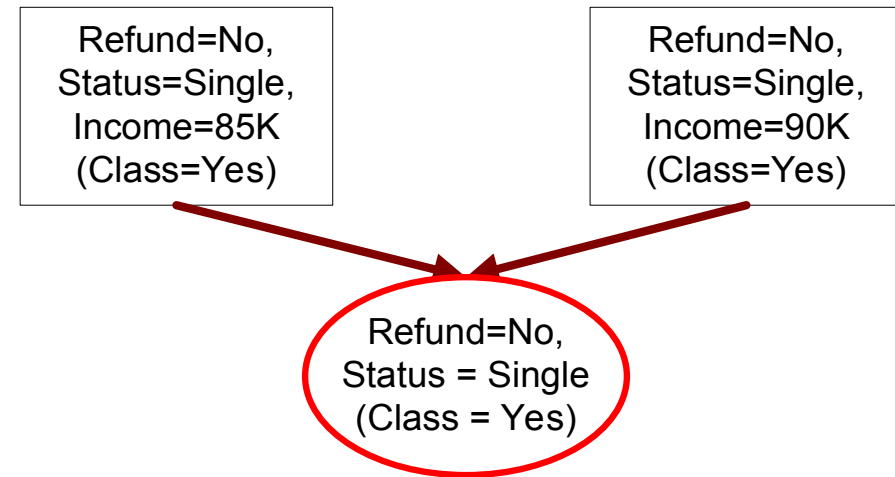 Refund=No,
Status=Single,
Income=85K
(Class=Yes)
Refund=No,
Status=Single,
Income=90K
(Class=Yes)
Refund=No,
Status = Single
(Class = Yes)